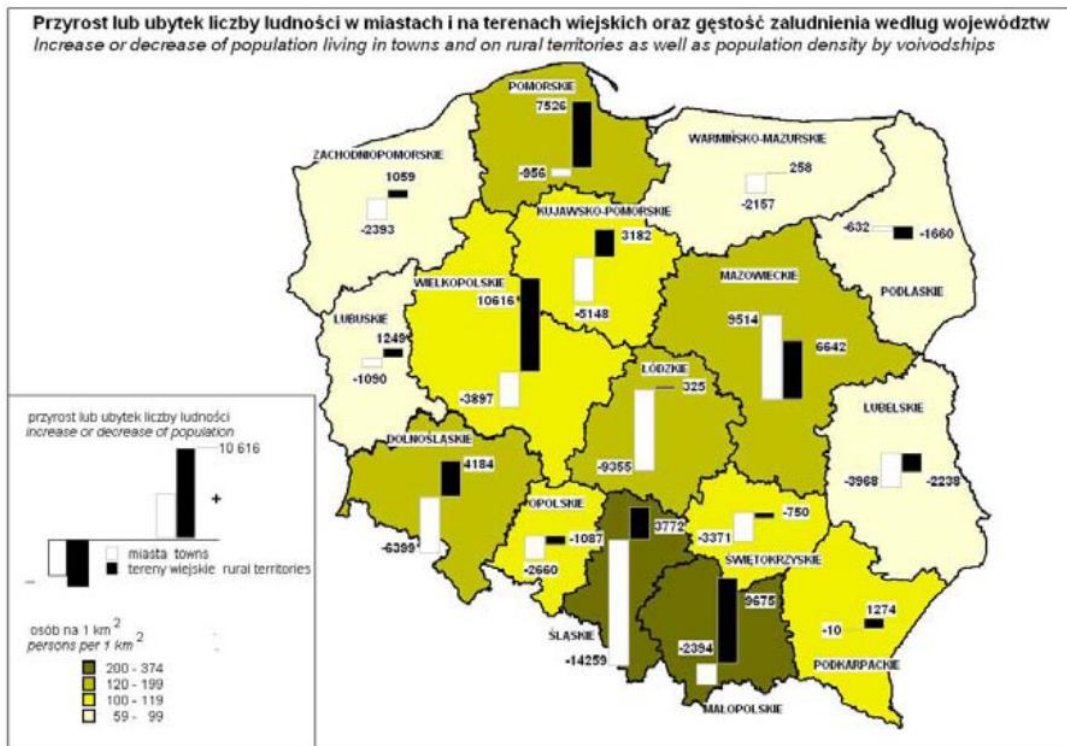 Przyrost lub ubytek liczby ludności w miastach i na terenach wiejskich oraz gęstość zaludnienia według województw
Increase or decrease of population living in towns and on rural territories as well as population density by voivodships
POMORSKIE
7526
-956
WARMIŃSKO-MAZURSKIE
258
-2157
ZACHODNIOPOMORSKIE
1059
-2393
KUJAWSKO-POMORSKIE
3182
-5148
-632
-1660
PODLASKIE
MAZOWIECKIE
9514
6642
WIELKOPOLSKIE
10616
-3897
LUBUSKIE
1249
-1090
ŁÓDZKIE
325
-9355
LUBELSKIE
-3968
-2238
DOLNOŚLĄSKIE
4184
-6399
OPOLSKIE
-1087
-2660
3772
ŚLĄSKIE
-14259
-750
-3371
ŚWIĘTOKRZYSKIE
9675
-2394
MAŁOPOLSKIE
1274
-10
PODKARPACKIE
przyrost lub ubytek liczby ludności
increase or decrease of population
10 616
+
miasta towns
tereny wiejskie rural territories
–
osób na 1 km 2
persons per 1 km 2
200 - 374
120 - 199
100 - 119
59 - 99